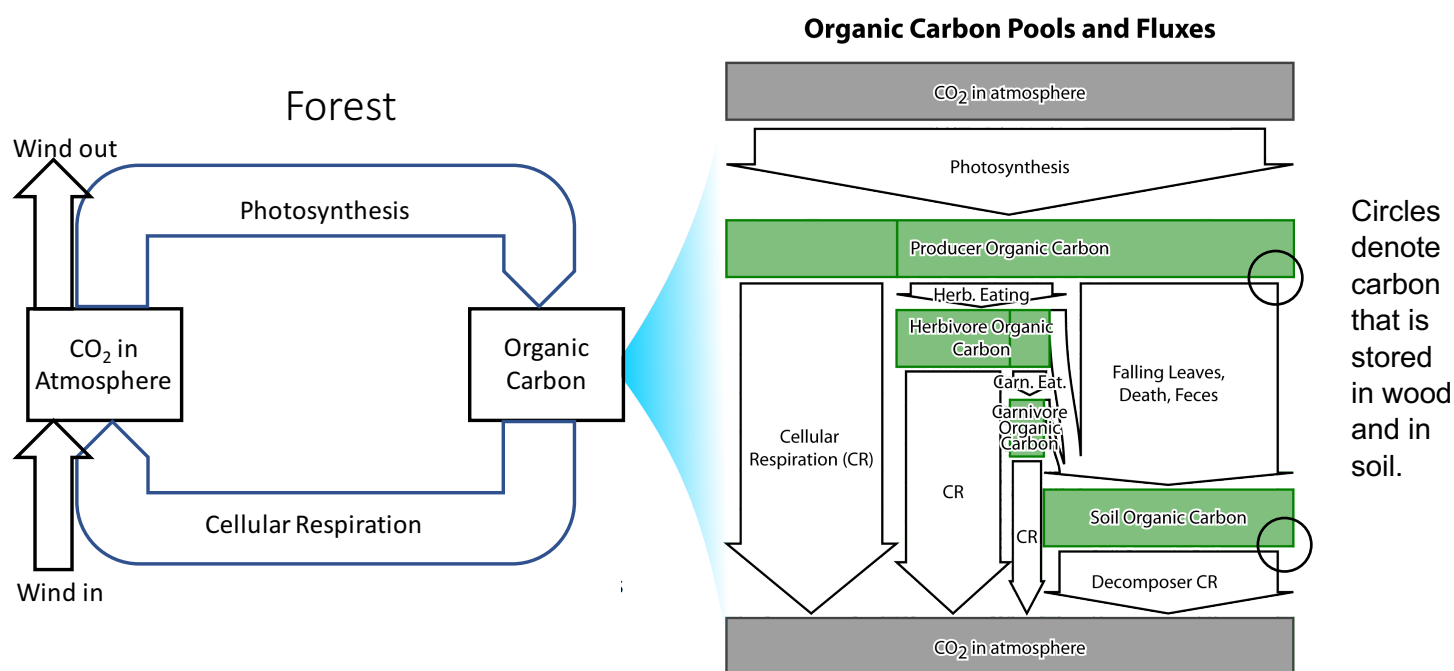 Organic Carbon Pools and Fluxes
Forest
Wind out
Photosynthesis
CO2 in
Atmosphere
Organic
Carbon
Cellular Respiration
Wind in
CO2 in atmosphere
Photosynthesis
Producer Organic Carbon
Herb. Eating
Herbivore Organic
Carbon
Carn. Eat.
Carnivore
Organic
Carbon
Falling Leaves,
Death, Feces
Cellular
Respiration (CR)
CR
CR
Soil Organic Carbon
Decomposer CR
CO2 in atmosphere
Circles
denote
carbon
that is
stored
in wood
and in
soil.